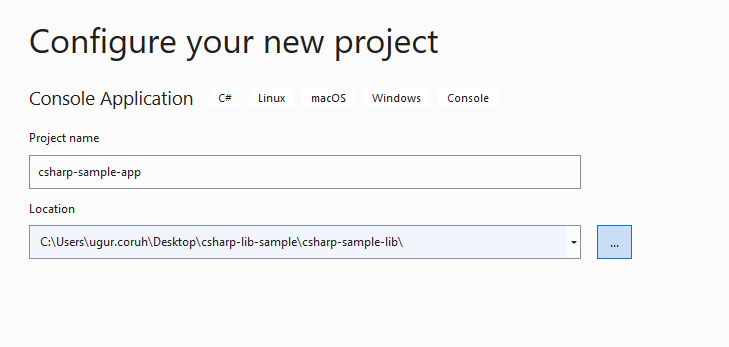 Configure your new project
Console Application C# Linux macOS Windows Console
Project name
csharp-sample-app
Location
C:\Users\ugur.coruh\Desktop\csharp-lib-sample\csharp-sample-lib\
...